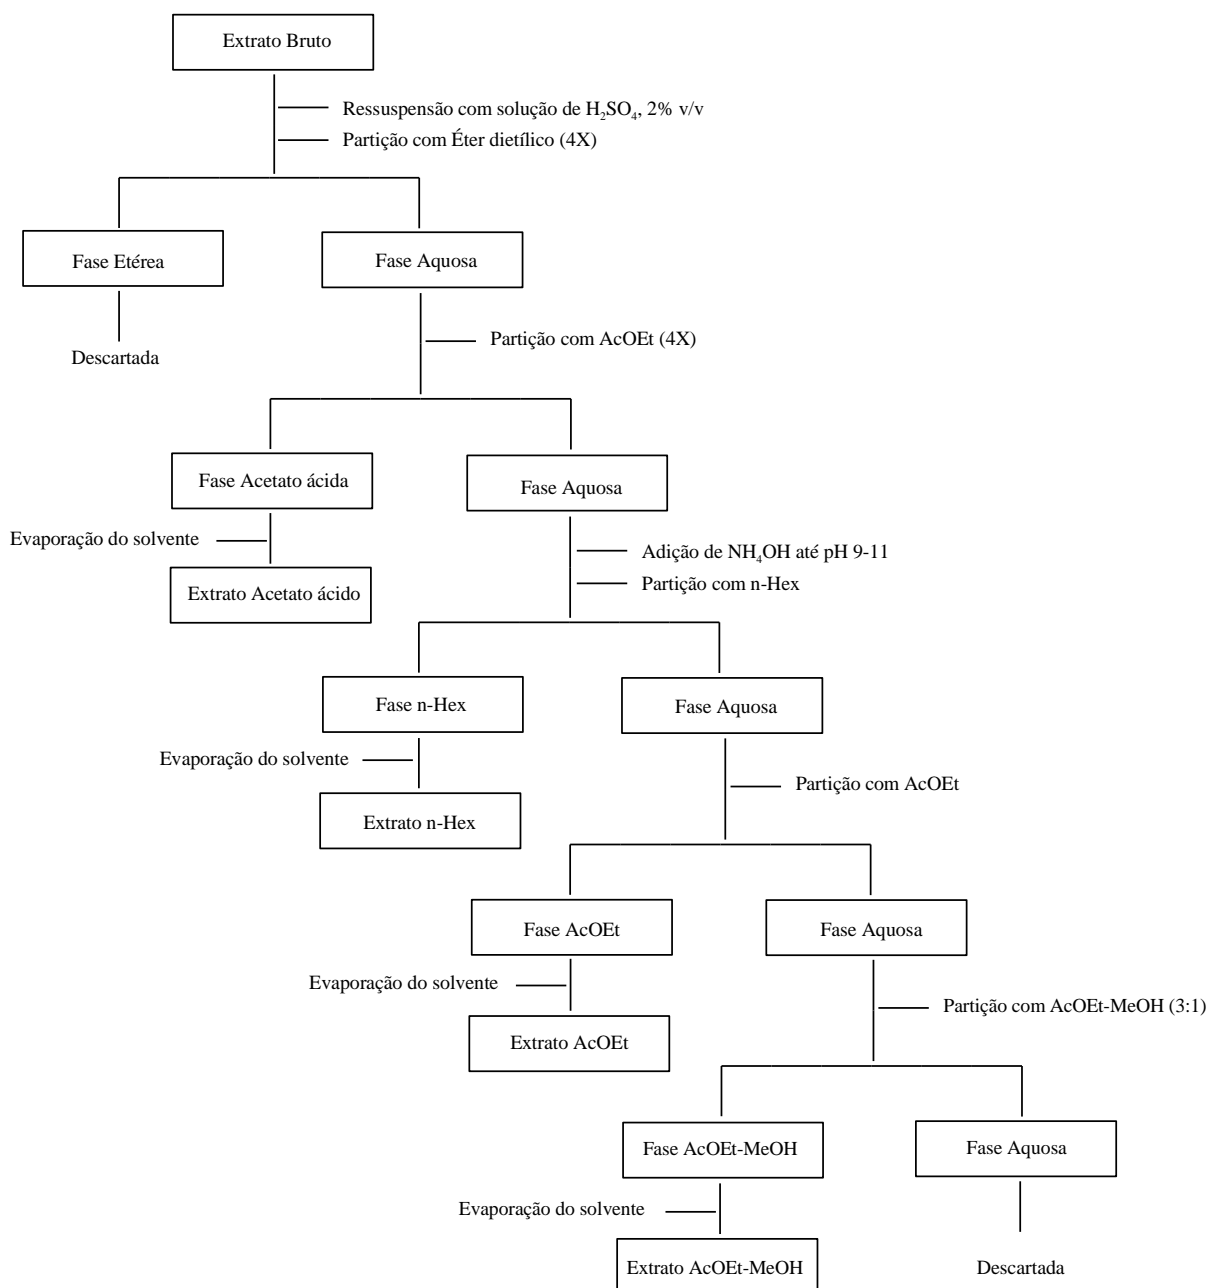 Extrato Bruto
Ressuspensão com solução de H₂SO₄, 2% v/v
Partição com Éter dietílico (4X)
Fase Etérea
Fase Aquosa
Descartada
Partição com AcOEt (4X)
Fase Acetato ácida
Fase Aquosa
Evaporação do solvente
Extrato Acetato ácido
Adição de NH₄OH até pH 9-11
Partição com n-Hex
Fase n-Hex
Fase Aquosa
Evaporação do solvente
Extrato n-Hex
Partição com AcOEt
Fase AcOEt
Fase Aquosa
Evaporação do solvente
Extrato AcOEt
Partição com AcOEt-MeOH (3:1)
Fase AcOEt-MeOH
Fase Aquosa
Evaporação do solvente
Extrato AcOEt-MeOH
Descartada